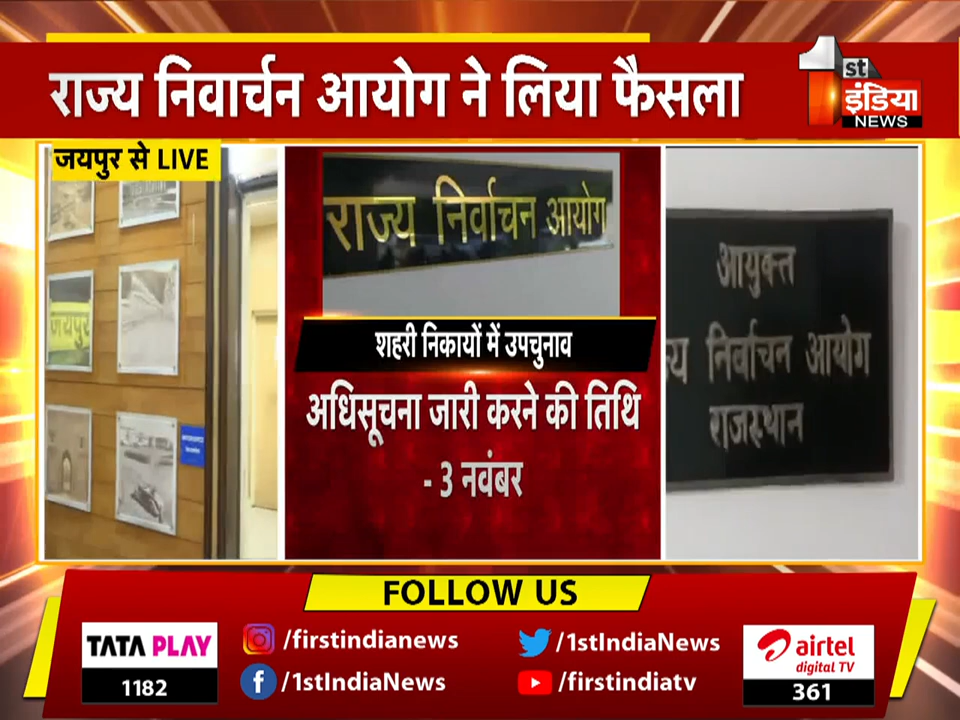 राज्य निवार्चन आयोग ने लिया फैसला
1st
इंडिया
NEWS
जयपुर से LIVE
जयपुर
राज्य निर्वाचन आयोग
शहरी निकायों में उपचुनाव
अधिसूचना जारी करने की तिथि
- 3 नवंबर
आयुक्त
निर्वाचन आयोग
राजस्थान
FOLLOW US
TATA PLAY
1182
/firstindianews
/1stIndiaNews
/1stIndiaNews
/firstindiatv
airtel
digital TV
361